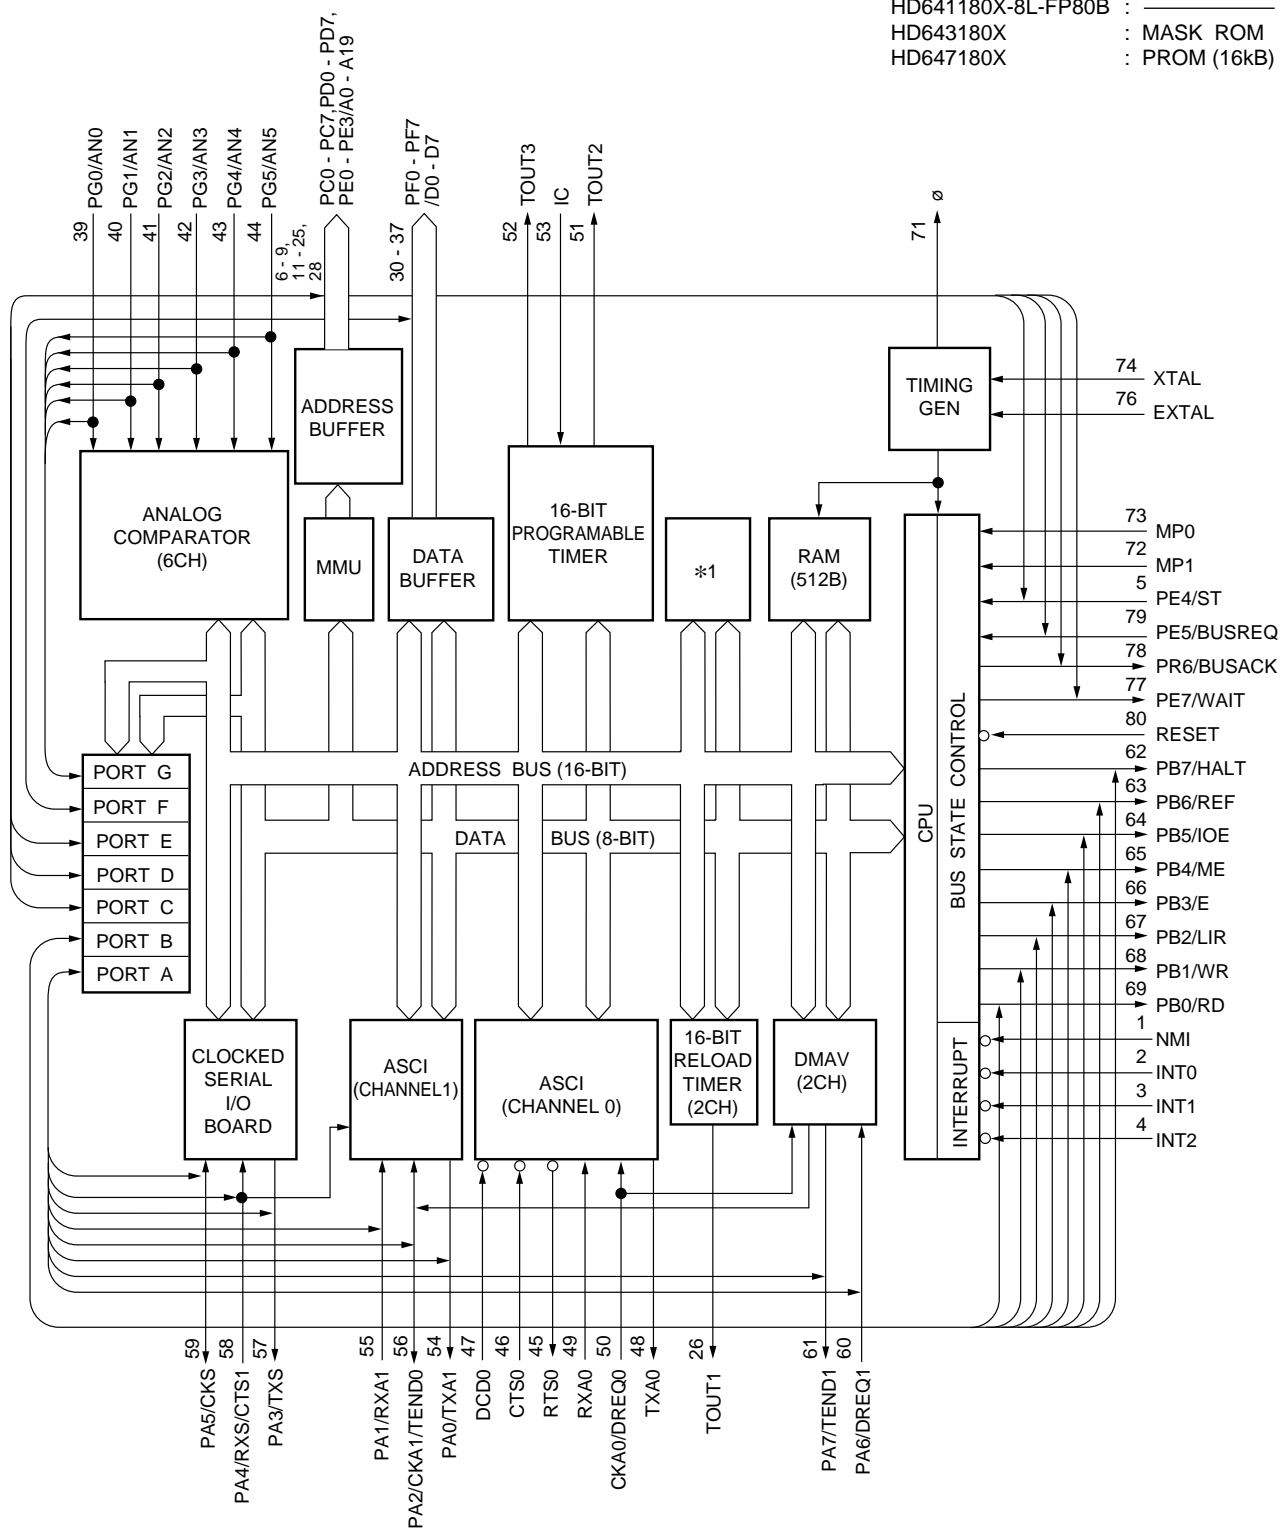 HD641180X-8L-FP80B :
HD643180X : MASK ROM
HD647180X : PROM (16kB)
PG0/AN0
PG1/AN1
PG2/AN2
PG3/AN3
PG4/AN4
PG5/AN5
PC0 - PC7,PD0 - PD7,
PE0 - PE3/A0 - A19
PF0 - PF7
/D0 - D7
TOUT3
IC
TOUT2
ø
39
40
41
42
43
44
6 - 9,
11 - 25,
28
30 - 37
52
53
51
71
ADDRESS
BUFFER
TIMING
GEN
74 XTAL
76 EXTAL
ANALOG
COMPARATOR
(6CH)
MMU
DATA
BUFFER
16-BIT
PROGRAMABLE
TIMER
*1
RAM
(512B)
73 MP0
72 MP1
5 PE4/ST
79 PE5/BUSREQ
78 PR6/BUSACK
77 PE7/WAIT
80 RESET
62 PB7/HALT
63 PB6/REF
64 PB5/IOE
65 PB4/ME
66 PB3/E
67 PB2/LIR
68 PB1/WR
69 PB0/RD
1 NMI
2 INT0
3 INT1
4 INT2
CPU
BUS STATE CONTROL
INTERRUPT
PORT G
PORT F
PORT E
PORT D
PORT C
PORT B
PORT A
ADDRESS BUS (16-BIT)
DATA BUS (8-BIT)
CLOCKED
SERIAL
I/O
BOARD
ASCI
(CHANNEL1)
ASCI
(CHANNEL 0)
16-BIT
RELOAD
TIMER
(2CH)
DMAV
(2CH)
59
58
57
55
56
54
47
46
45
49
50
48
26
61
60
PA5/CKS
PA4/RXS/CTS1
PA3/TXS
PA1/RXA1
PA2/CKA1/TEND0
PA0/TXA1
DCD0
CTS0
RTS0
RXA0
CKA0/DREQ0
TXA0
TOUT1
PA7/TEND1
PA6/DREQ1